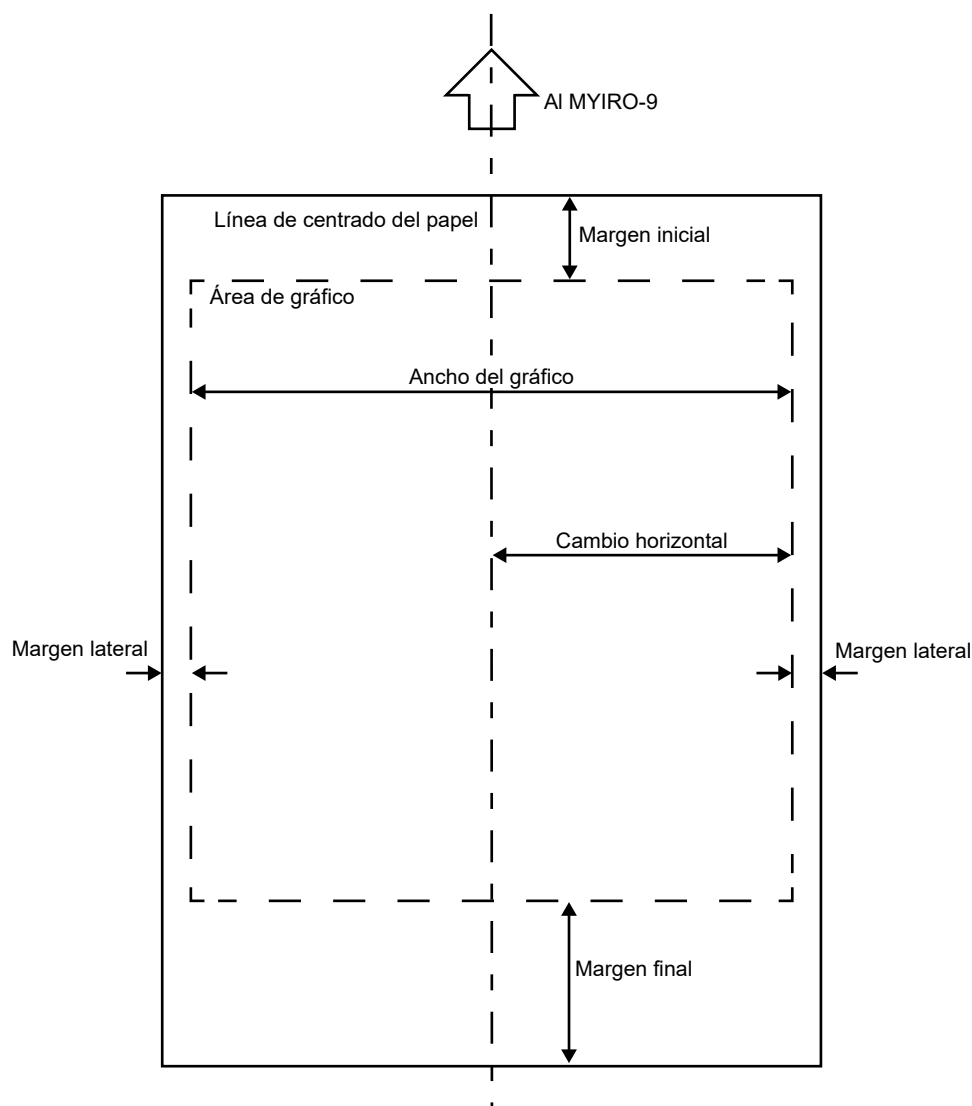 Al MYIRO-9
Línea de centrado del papel
Margen inicial
Área de gráfico
Ancho del gráfico
Cambio horizontal
Margen lateral
Margen lateral
Margen final